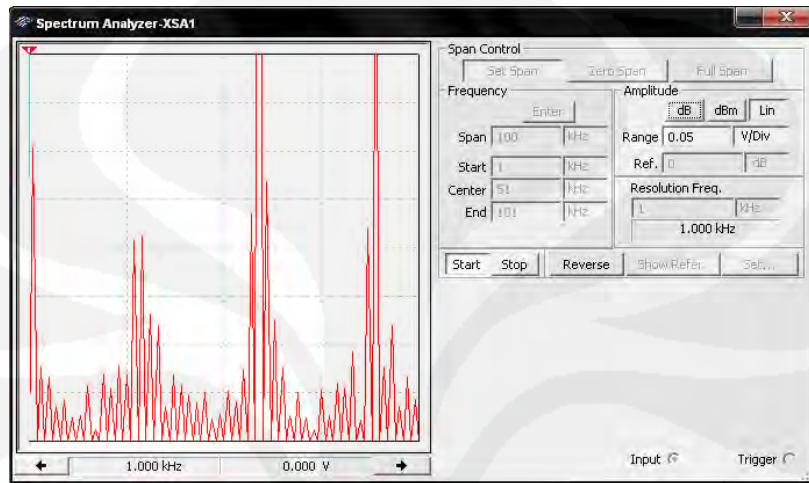 Spectrum Analyzer-XSA1
Span Control
Set Span Zero Span Full Span
Frequency
Enter
Span 100 kHz
Start 1 kHz
Center 51 kHz
End 101 kHz
Amplitude
dB dBm Lin
Range 0.05 V/Div
Ref. 0 dB
Resolution Freq.
1 kHz
1.000 kHz
Start Stop Reverse Show Refer. Set...
1.000 kHz 0.000 V
Input Trigger